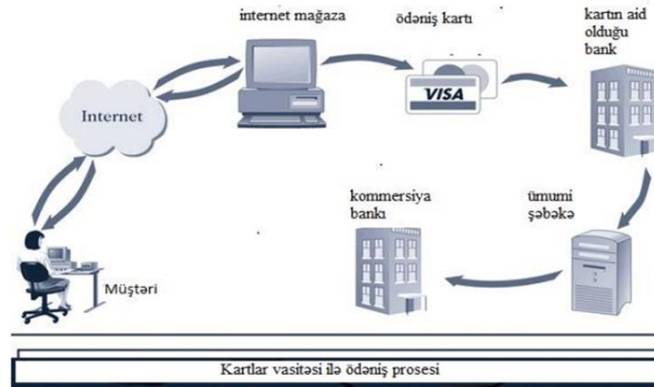 internet mağaza
ödəniş kartı
kartın aid
olduğu
bank
Internet
VISA
kommersiya
bankı
ümumi
şəbəkə
Müştəri
Kartlar vasitəsi ilə ödəniş prosesi